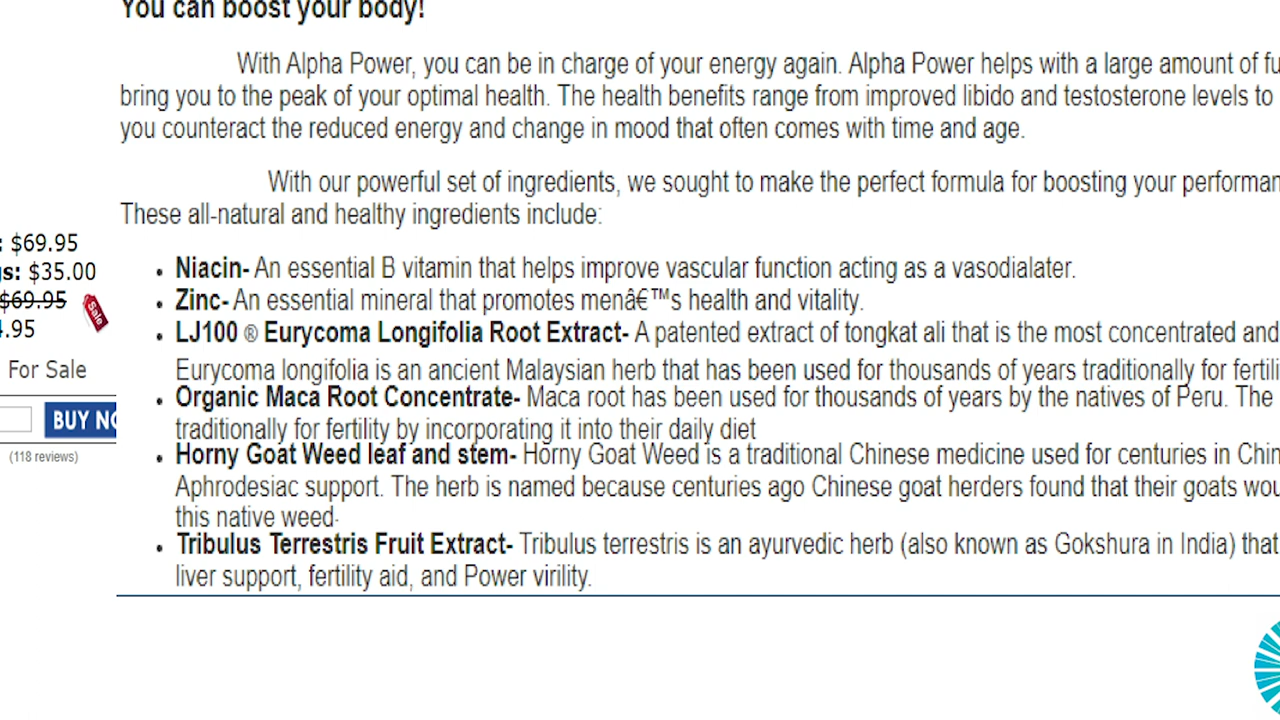 You can boost your body!
With Alpha Power, you can be in charge of your energy again. Alpha Power helps with a large amount of
bring you to the peak of your optimal health. The health benefits range from improved libido and testosterone levels to
you counteract the reduced energy and change in mood that often comes with time and age.
With our powerful set of ingredients, we sought to make the perfect formula for boosting your
These all-natural and healthy ingredients include:
: $69.95
s: $35.00
$69.95 Sale
.95
For Sale
BUY
(118 reviews)
• Niacin- An essential B vitamin that helps improve vascular function acting as a vasodialater.
• Zinc- An essential mineral that promotes menâ€™s health and vitality.
• LJ100 ® Eurycoma Longifolia Root Extract- A patented extract of tongkat ali that is the most concentrated and
Eurycoma longifolia is an ancient Malaysian herb that has been used for thousands of years traditionally for
• Organic Maca Root Concentrate- Maca root has been used for thousands of years by the natives of Peru. The
traditionally for fertility by incorporating it into their daily diet
• Horny Goat Weed leaf and stem- Horny Goat Weed is a traditional Chinese medicine used for centuries in
Aphrodesiac support. The herb is named because centuries ago Chinese goat herders found that their goats
this native weed.
• Tribulus Terrestris Fruit Extract- Tribulus terrestris is an ayurvedic herb (also known as Gokshura in India) that
liver support, fertility aid, and Power virility.